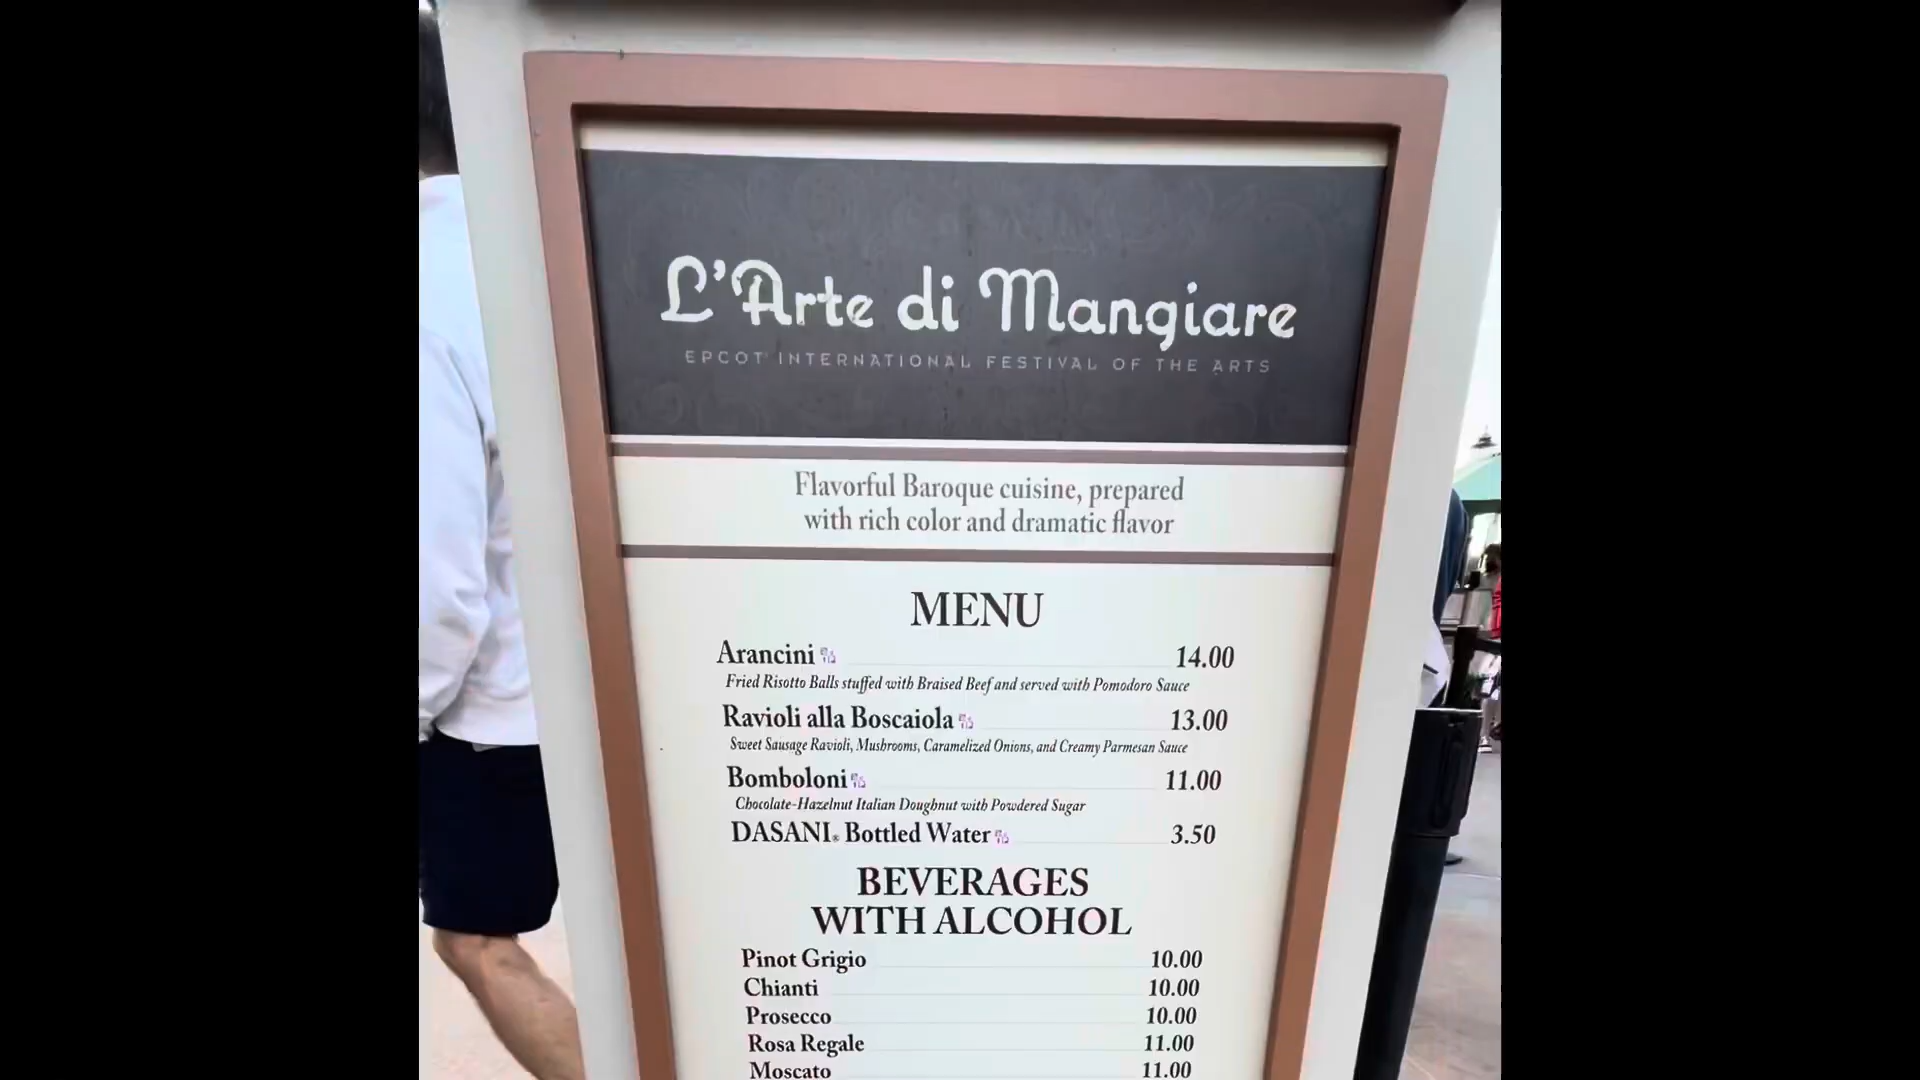 L'Arte di Mangiare
EPCOT INTERNATIONAL FESTIVAL OF THE ARTS
Flavorful Baroque cuisine, prepared
with rich color and dramatic flavor
MENU
Arancini 14.00
Fried Risotto Balls stuffed with Braised Beef and served with Pomodoro Sauce
Ravioli alla Boscaiola 13.00
Sweet Sausage Ravioli, Mushrooms, Caramelized Onions, and Creamy Parmesan Sauce
Bomboloni 11.00
Chocolate-Hazelnut Italian Doughnut with Powdered Sugar
DASANI® Bottled Water 3.50
BEVERAGES
WITH ALCOHOL
Pinot Grigio 10.00
Chianti 10.00
Prosecco 10.00
Rosa Regale 11.00
Moscato 11.00